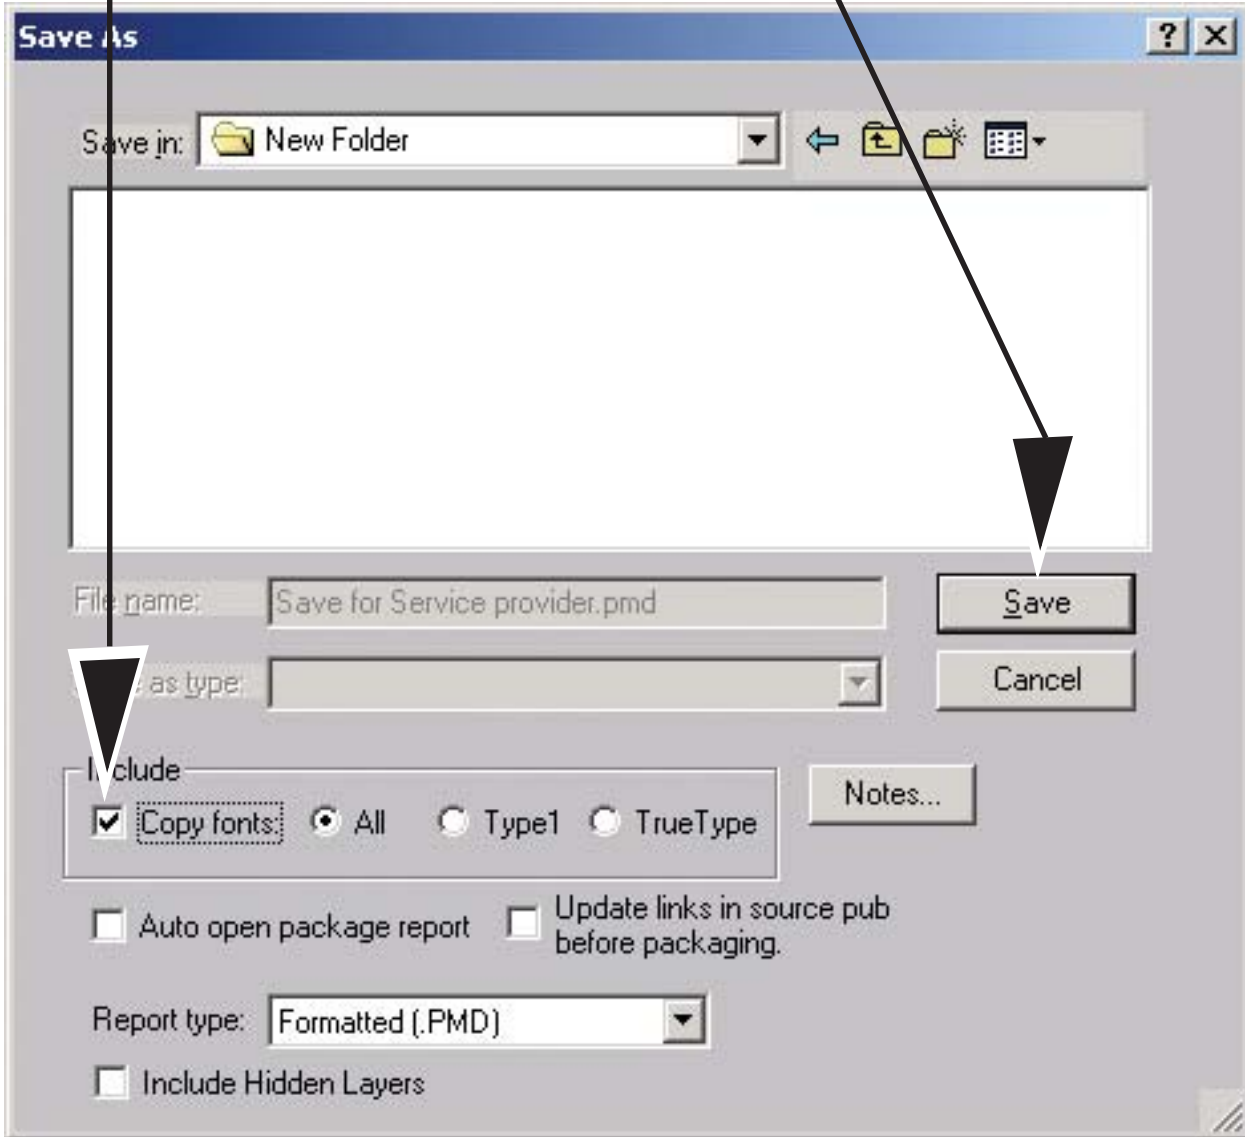 Save As
Save in: New Folder
File name: Save for Service provider.pmd
Save
as type:
Cancel
Include
Copy fonts: All Type1 TrueType
Notes...
Auto open package report
Update links in source pub
before packaging.
Report type: Formatted (.PMD)
Include Hidden Layers